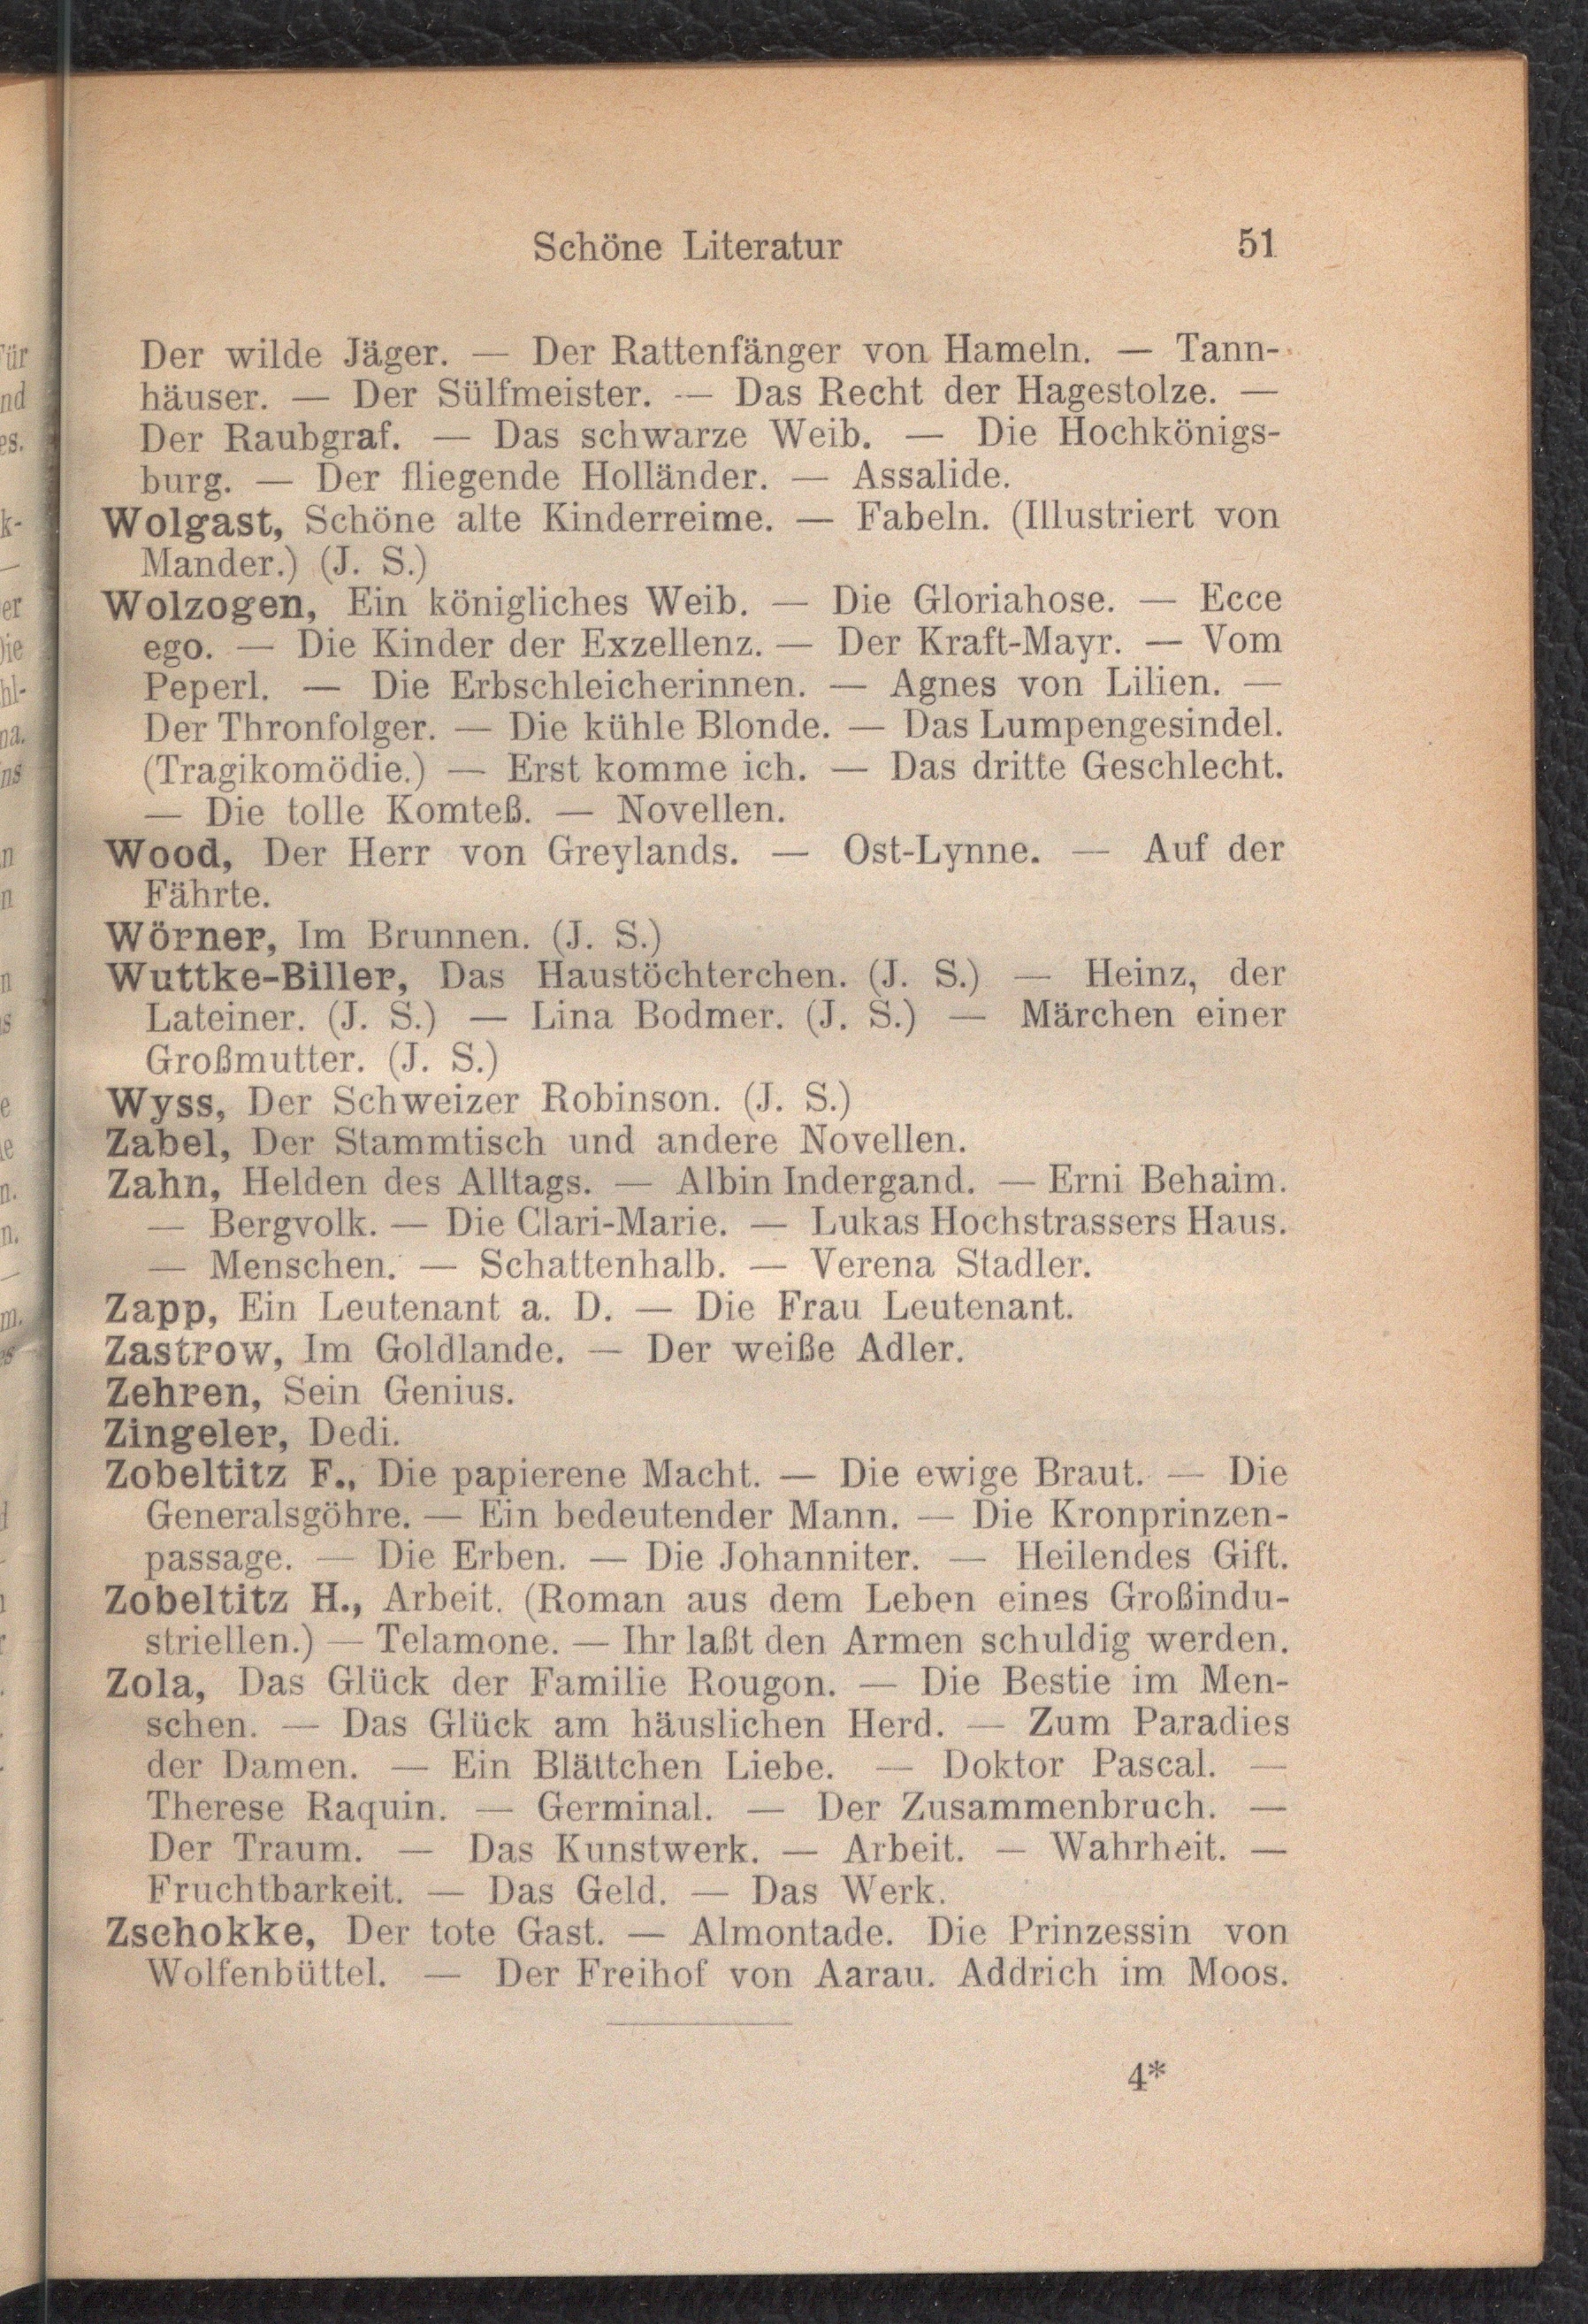 Schöne Literatur 51
Der wilde Jäger. — Der Rattenfänger von Hameln. — Tann-
häuser. — Der Sülfmeister. — Das Recht der Hagestolze. —
Der Raubgraf. — Das schwarze Weib. — Die Hochkönigs-
burg. — Der fliegende Holländer. — Assalide.
Wolgast, Schöne alte Kinderreime. — Fabeln. (Illustriert von
Mander.) (J. S.)
Wolzogen, Ein königliches Weib. — Die Gloriahose. — Ecce
ego. — Die Kinder der Exzellenz. — Der Kraft-Mayr. — Vom
Peperl. — Die Erbschleicherinnen. — Agnes von Lilien. —
Der Thronfolger. — Die kühle Blonde. — Das Lumpengesindel.
(Tragikomödie.) — Erst komme ich. — Das dritte Geschlecht.
— Die tolle Komteß. — Novellen.
Wood, Der Herr von Greylands. — Ost-Lynne. — Auf der
Fährte.
Wörner, Im Brunnen. (J. S.)
Wuttke-Biller, Das Haustöchterchen. (J. S.) — Heinz, der
Lateiner. (J. S.) — Lina Bodmer. (J. S.) — Märchen einer
Großmutter. (J. S.)
Wyss, Der Schweizer Robinson. (J. S.)
Zabel, Der Stammtisch und andere Novellen.
Zahn, Helden des Alltags. — Albin Indergand. — Erni Behaim.
— Bergvolk. — Die Clari-Marie. — Lukas Hochstrassers Haus.
— Menschen. — Schattenhalb. — Verena Stadler.
Zapp, Ein Leutenant a. D. — Die Frau Leutenant.
Zastrow, Im Goldlande. — Der weiße Adler.
Zehren, Sein Genius.
Zingeler, Dedi.
Zobeltitz F., Die papierene Macht. — Die ewige Braut. — Die
Generalsgöhre. — Ein bedeutender Mann. — Die Kronprinzen-
passage. — Die Erben. — Die Johanniter. — Heilendes Gift.
Zobeltitz H., Arbeit. (Roman aus dem Leben eines Großindu-
striellen.) — Telamone. — Ihr laßt den Armen schuldig werden.
Zola, Das Glück der Familie Rougon. — Die Bestie im Men-
schen. — Das Glück am häuslichen Herd. — Zum Paradies
der Damen. — Ein Blättchen Liebe. — Doktor Pascal. —
Therese Raquin. — Germinal. — Der Zusammenbruch. —
Der Traum. — Das Kunstwerk. — Arbeit. — Wahrheit. —
Fruchtbarkeit. — Das Geld. — Das Werk.
Zschokke, Der tote Gast. — Almontade. Die Prinzessin von
Wolfenbüttel. — Der Freihof von Aarau. Addrich im Moos.
4*